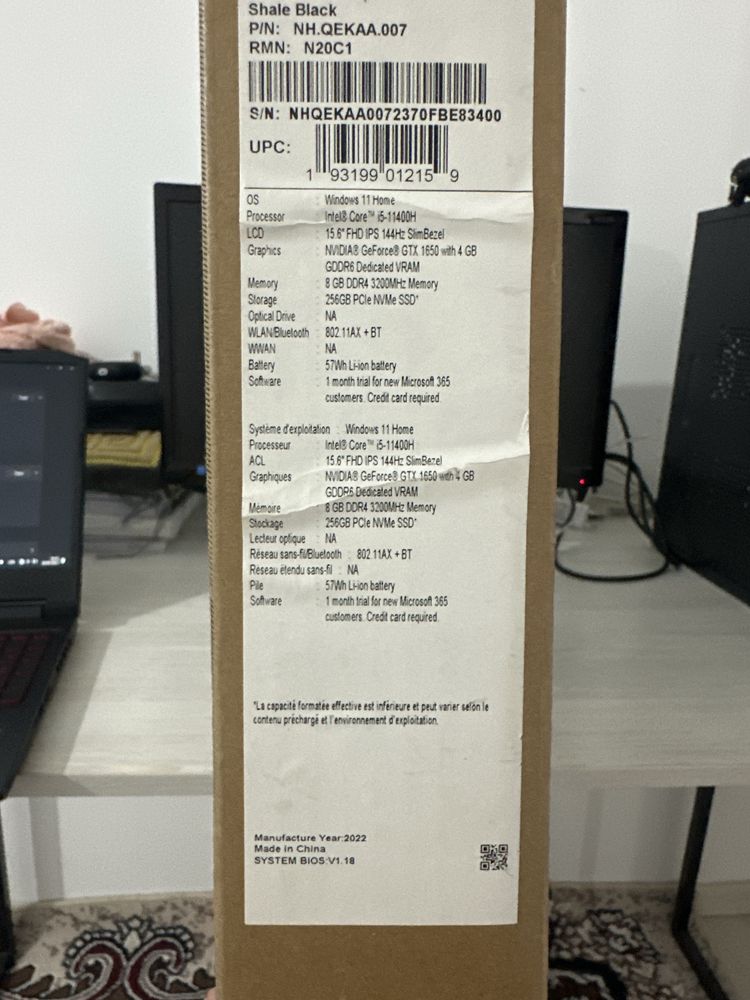 Shale Black
P/N: NH.QEKAA.007
RMN: N20C1
S/N: NHQEKAA0072370FBE83400
UPC:
1 93199 01215 9
OS : Windows 11 Home
Processor : Intel® Core™ i5-11400H
LCD : 15.6" FHD IPS 144Hz SlimBezel
Graphics : NVIDIA® GeForce® GTX 1650 with 4 GB
GDDR6 Dedicated VRAM
Memory : 8 GB DDR4 3200MHz Memory
Storage : 256GB PCIe NVMe SSD*
Optical Drive : NA
WLAN/Bluetooth : 802.11AX + BT
WWAN : NA
Battery : 57Wh Li-ion battery
Software : 1 month trial for new Microsoft 365
customers. Credit card required.
Système d'exploitation : Windows 11 Home
Processeur : Intel® Core™ i5-11400H
ACL : 15.6" FHD IPS 144Hz SlimBezel
Graphiques : NVIDIA® GeForce® GTX 1650 with 4 GB
GDDR6 Dedicated VRAM
Mémoire : 8 GB DDR4 3200MHz Memory
Stockage : 256GB PCIe NVMe SSD*
Lecteur optique : NA
Réseau sans-fil/Bluetooth : 802.11AX + BT
Reseau étendu sans-fil : NA
Pile : 57Wh Li-ion battery
Software : 1 month trial for new Microsoft 365
customers. Credit card required.
*La capacité formatée effective est inférieure et peut varier selon le
contenu préchargé et l'environnement d'exploitation.
Manufacture Year:2022
Made in China
SYSTEM BIOS:V1.18